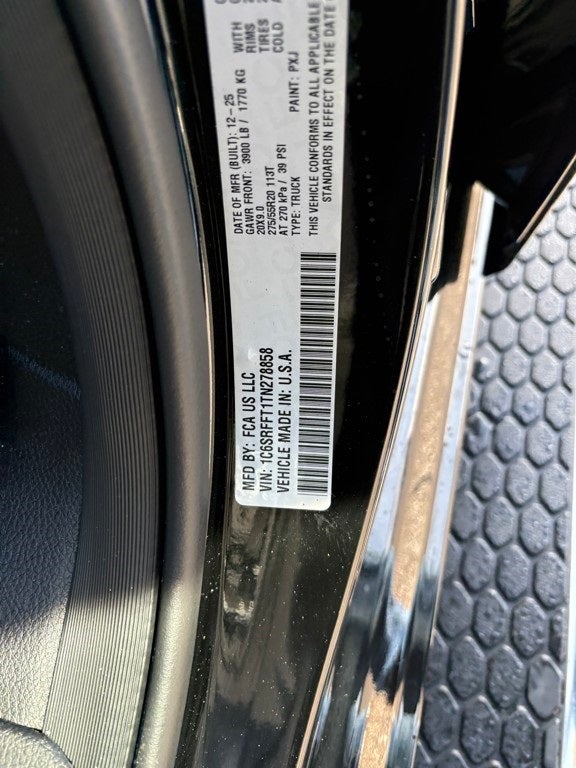 MFD BY: FCA US LLC
VIN: 1C6SRFFT1TN278858
VEHICLE MADE IN: U.S.A.
DATE OF MFR (BUILT): 12-25
GAWR FRONT: 3900 LB / 1770 KG
20X9.0
275/55R20 113T
AT 270 kPa / 39 PSI
TYPE: TRUCK
PAINT: PXJ
WITH
RIMS
TIRES
COLD
THIS VEHICLE CONFORMS TO ALL APPLICABLE
STANDARDS IN EFFECT ON THE DATE